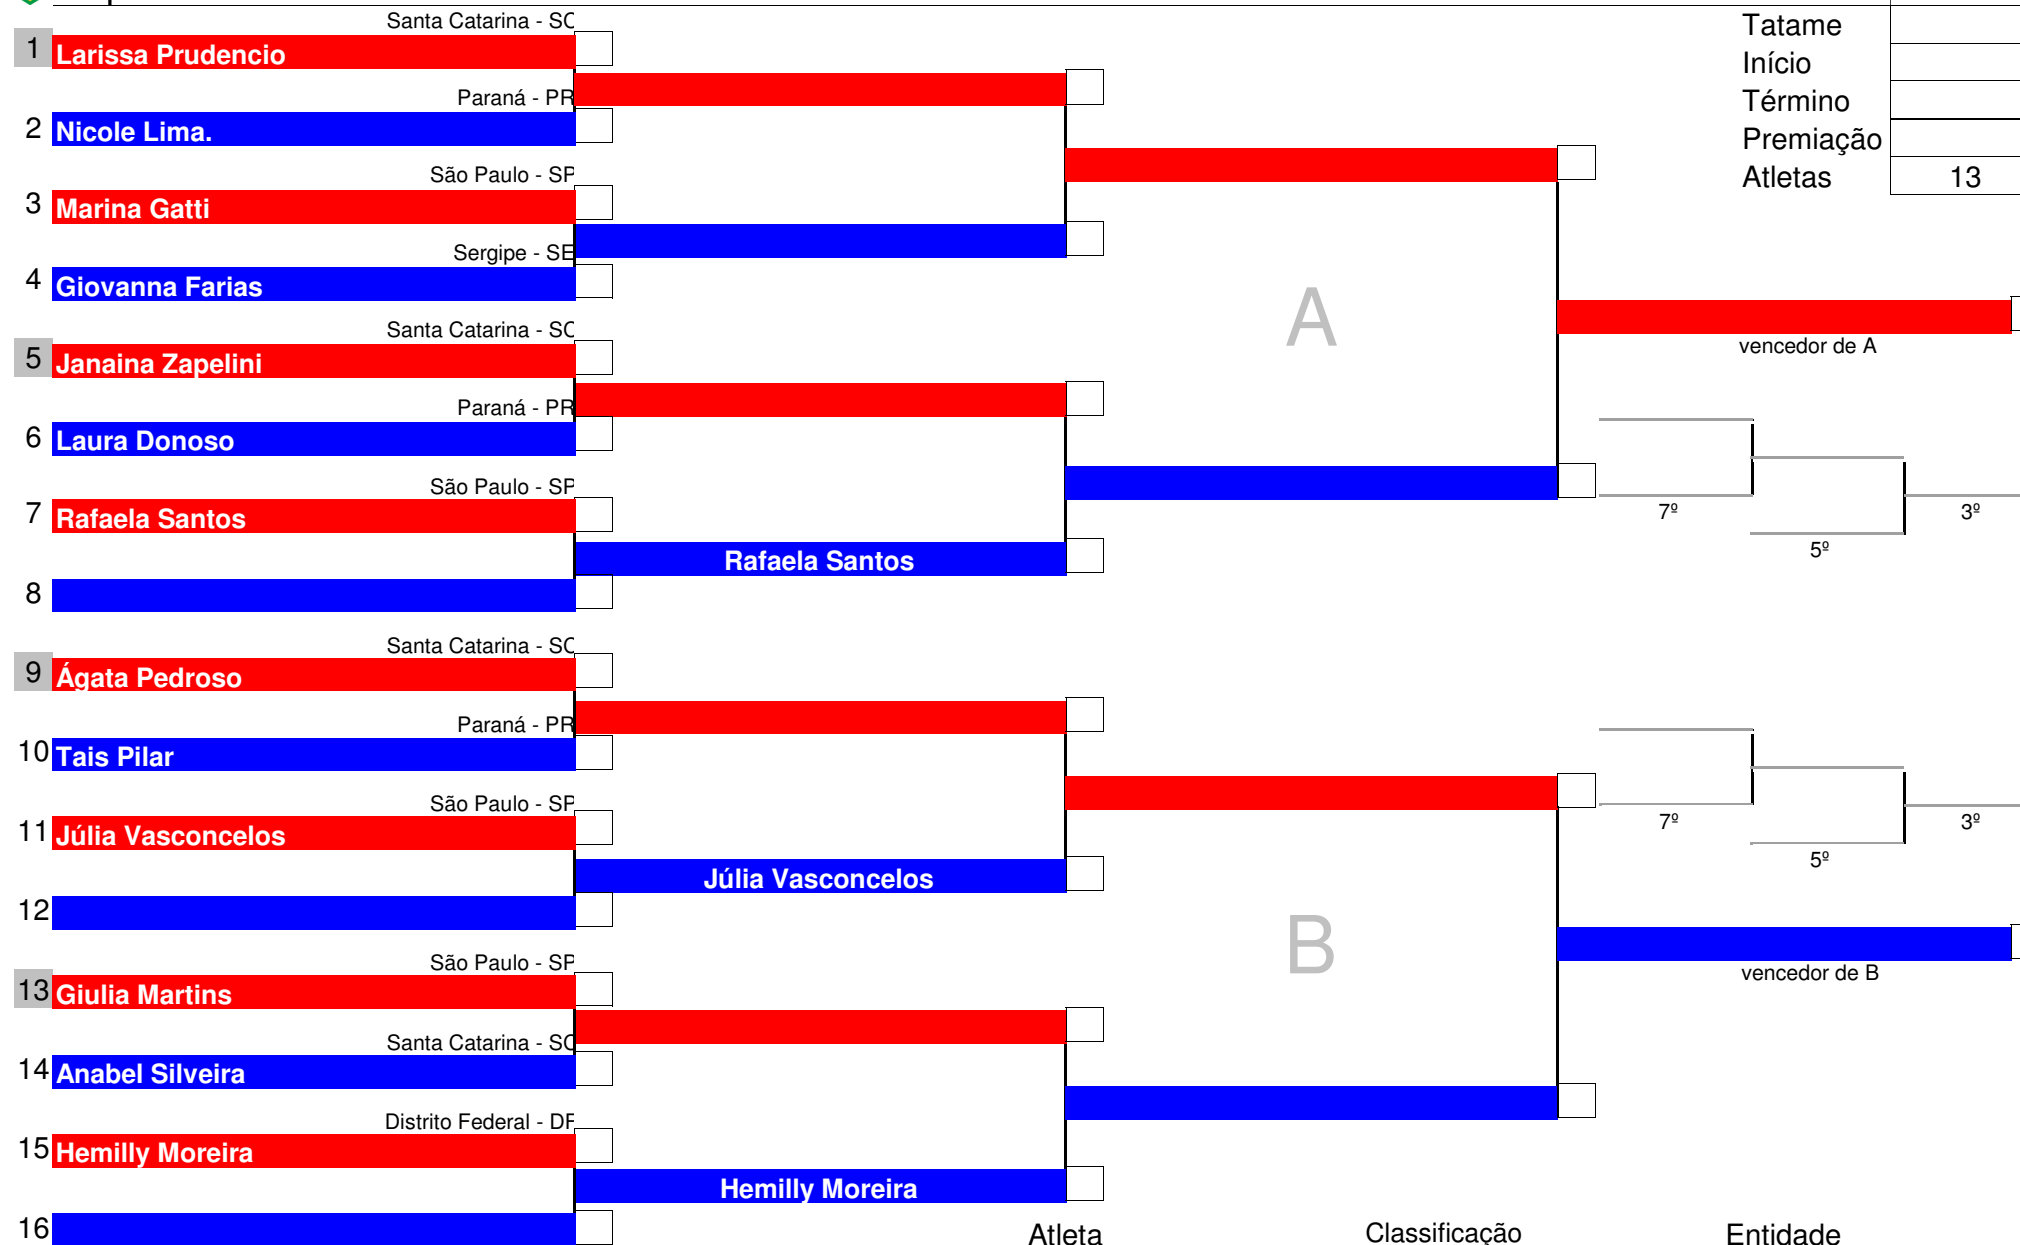 Santa Catarina - SC
1 Larissa Prudencio
Paraná - PR
2 Nicole Lima.
São Paulo - SP
3 Marina Gatti
Sergipe - SE
4 Giovanna Farias
Santa Catarina - SC
5 Janaina Zapelini
Paraná - PR
6 Laura Donoso
São Paulo - SP
7 Rafaela Santos
Rafaela Santos
8
Santa Catarina - SC
9 Ágata Pedroso
Paraná - PR
10 Tais Pilar
São Paulo - SP
11 Júlia Vasconcelos
Júlia Vasconcelos
12
São Paulo - SP
13 Giulia Martins
Santa Catarina - SC
14 Anabel Silveira
Distrito Federal - DF
15 Hemilly Moreira
Hemilly Moreira
16
A
B
Tatame
Início
Término
Premiação
Atletas 13
vencedor de A
7º
3º
5º
7º
3º
5º
vencedor de B
Atleta Classificação Entidade